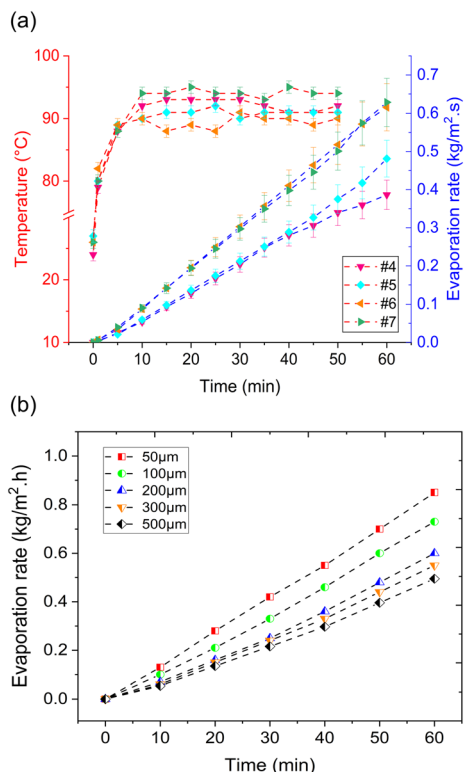 (a)
100
90
80
20
10
Temperature (°C)
0.7
0.6
0.5
0.4
0.3
0.2
0.1
0.0
Evaporation rate (kg/m².s)
#4
#5
#6
#7
0 10 20 30 40 50 60
Time (min)
(b)
1.0
0.8
0.6
0.4
0.2
0.0
Evaporation rate (kg/m².h)
50μm
100μm
200μm
300μm
500μm
0 10 20 30 40 50 60
Time (min)